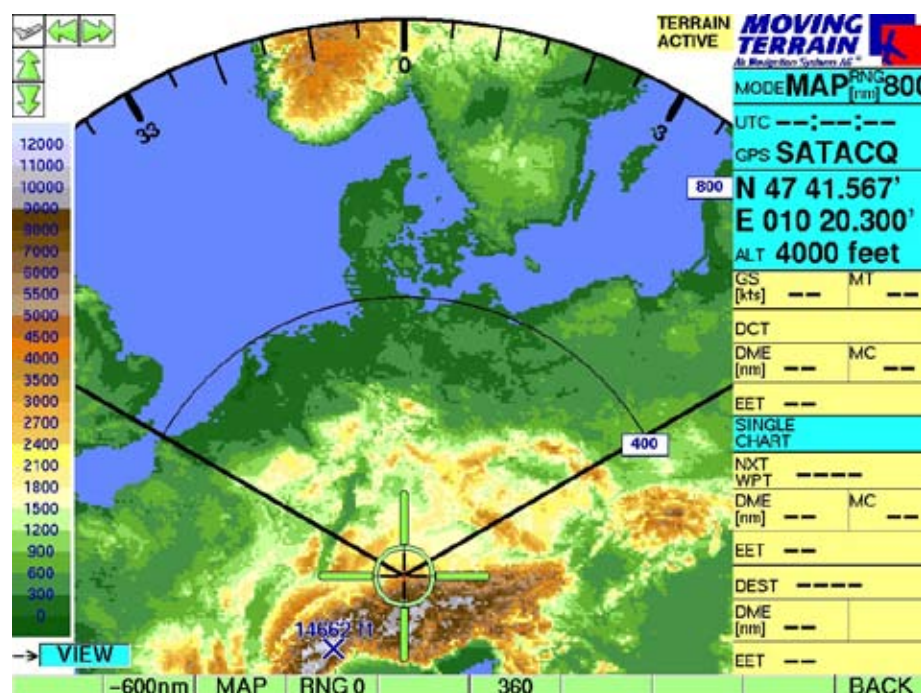 TERRAIN
ACTIVE
MOVING
TERRAIN
Air Navigation Systems AG
MODE MAP RNG [nm] 800
UTC --:--:--
GPS SATACQ
N 47 41.567'
E 010 20.300'
ALT 4000 feet
GS [kts] -- MT --
DCT
DME [nm] -- MC --
EET --
SINGLE
CHART
NXT WPT ----
DME [nm] -- MC --
EET --
DEST ----
DME [nm] --
EET --
33
0
3
800
400
14662 ft
12000
11000
10000
9000
8000
7000
6000
5500
5000
4500
4000
3500
3000
2700
2400
2100
1800
1500
1200
900
600
300
0
VIEW
-600nm MAP RNG 0 360 BACK